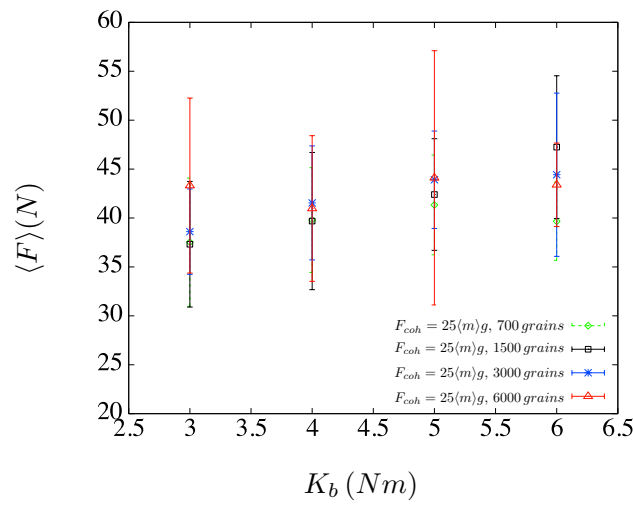 60
55
50
45
40
35
30
25
20
⟨F⟩(N)
F_coh = 25⟨m⟩g, 700 grains
F_coh = 25⟨m⟩g, 1500 grains
F_coh = 25⟨m⟩g, 3000 grains
F_coh = 25⟨m⟩g, 6000 grains
2.5 3 3.5 4 4.5 5 5.5 6 6.5
K_b (Nm)